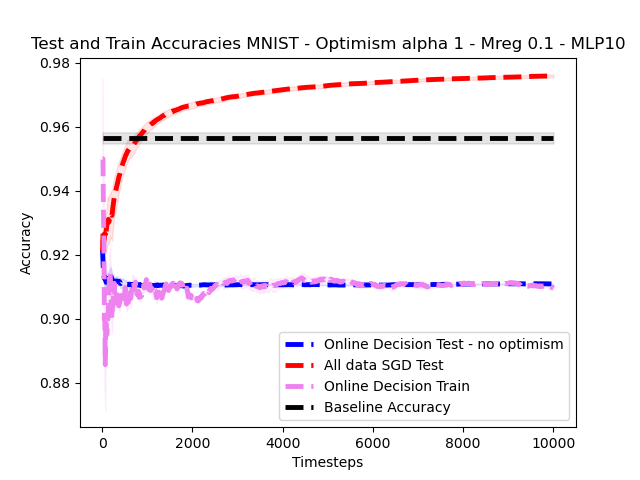 Test and Train Accuracies MNIST - Optimism alpha 1 - Mreg 0.1 - MLP10
0.98
0.96
0.94
0.92
0.90
0.88
Accuracy
Online Decision Test - no optimism
All data SGD Test
Online Decision Train
Baseline Accuracy
0 2000 4000 6000 8000 10000
Timesteps